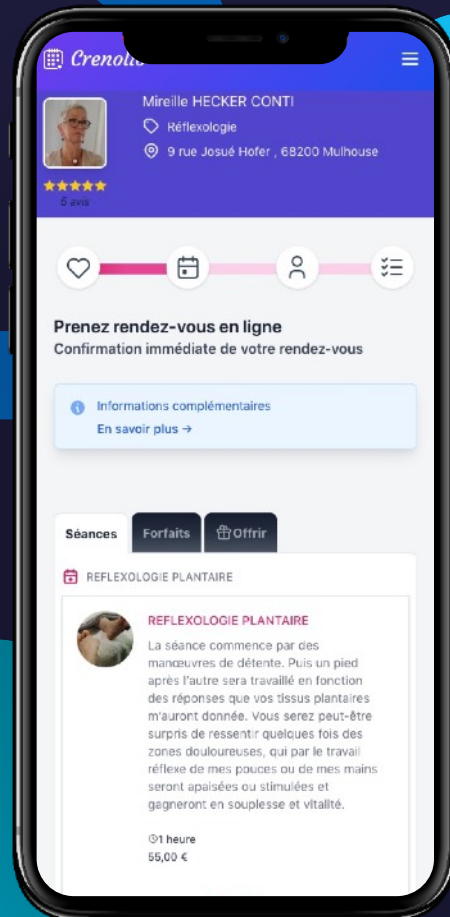 Mireille HECKER CONTI
Réflexologie
9 rue Josué Hofer , 68200 Mulhouse
5 avis
Prenez rendez-vous en ligne
Confirmation immédiate de votre rendez-vous
Informations complémentaires
En savoir plus →
Séances Forfaits Offrir
REFLEXOLOGIE PLANTAIRE
REFLEXOLOGIE PLANTAIRE
La séance commence par des
manœuvres de détente. Puis un pied
après l'autre sera travaillé en fonction
des réponses que vos tissus plantaires
m'auront donnée. Vous serez peut-être
surpris de ressentir quelques fois des
zones douloureuses, qui par le travail
réflexe de mes pouces ou de mes mains
seront apaisées ou stimulées et
gagneront en souplesse et vitalité.
1 heure
55,00 €